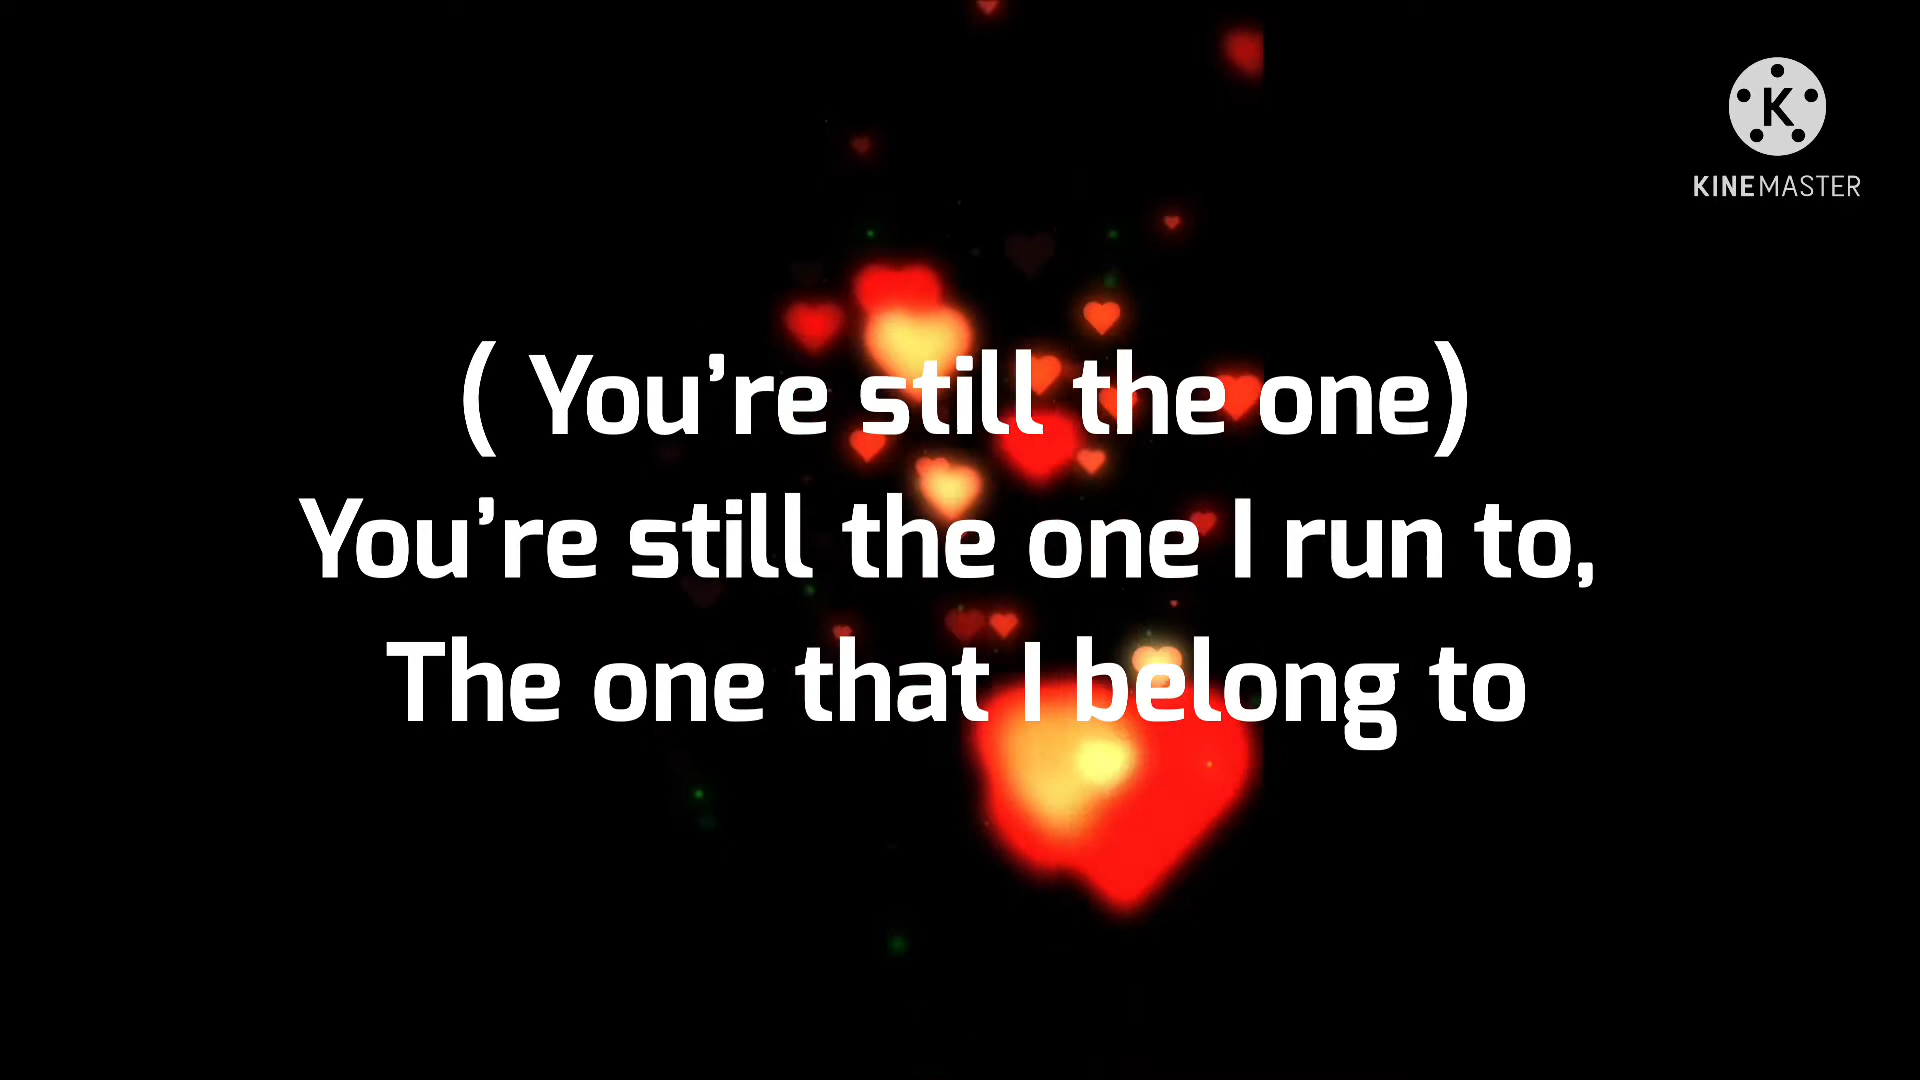 K
KINEMASTER
( You’re still the one)
You’re still the one I run to,
The one that I belong to